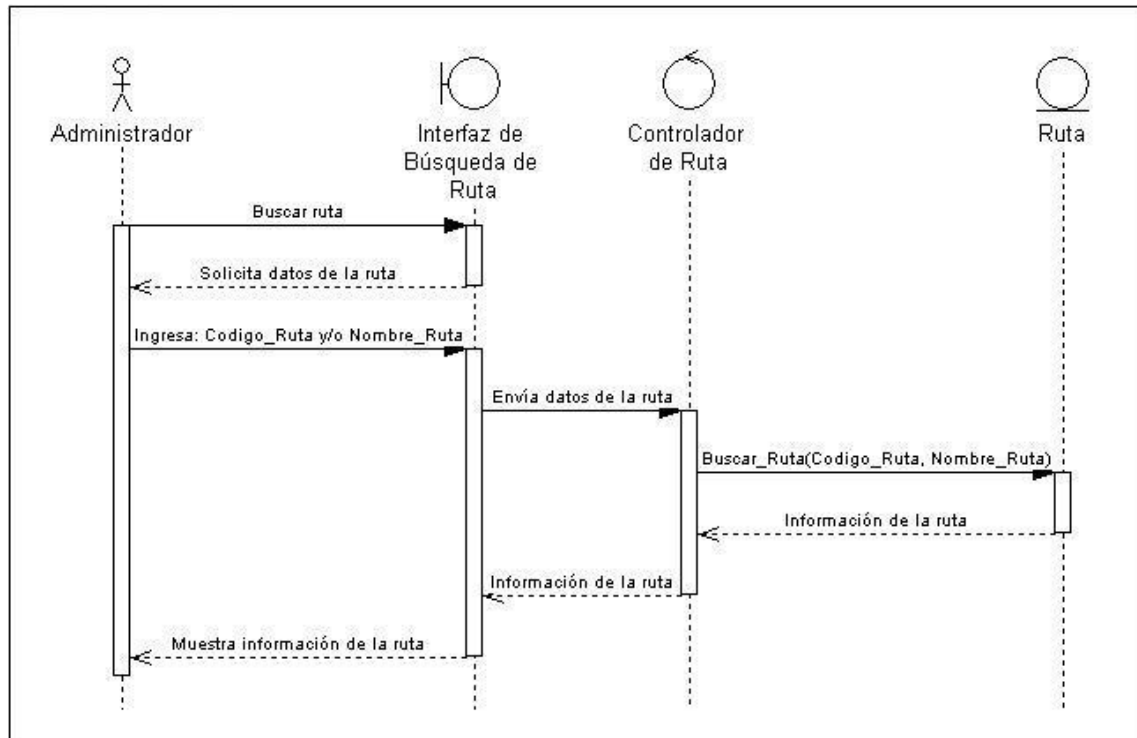 Administrador
Interfaz de
Búsqueda de
Ruta
Controlador
de Ruta
Ruta
Buscar ruta
Solicita datos de la ruta
Ingresa: Codigo_Ruta y/o Nombre_Ruta
Envía datos de la ruta
Buscar_Ruta(Codigo_Ruta, Nombre_Ruta)
Información de la ruta
Información de la ruta
Muestra información de la ruta